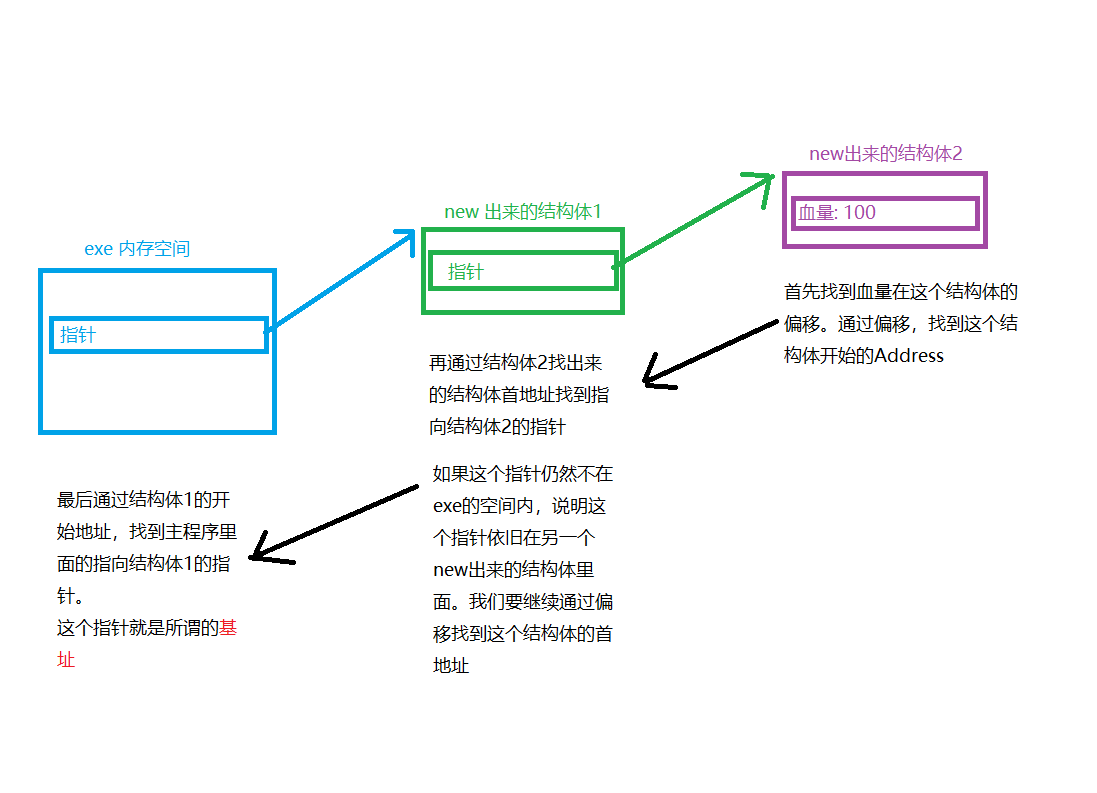 new出来的结构体2
血量: 100
new 出来的结构体1
指针
exe 内存空间
指针
首先找到血量在这个结构体的
偏移。通过偏移，找到这个结
构体开始的Address
再通过结构体2找出来
的结构体首地址找到指
向结构体2的指针
如果这个指针仍然不在
exe的空间内，说明这
个指针依旧在另一个
new出来的结构体里
面。我们要继续通过偏
移找到这个结构体的首
地址
最后通过结构体1的开
始地址，找到主程序里
面的指向结构体1的指
针。
这个指针就是所谓的基
址